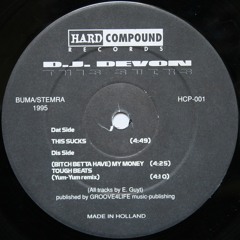 HARD COMPOUND
RECORDS
D.J. DEVON
THIS SUCKS
BUMA/STEMRA
1995
HCP-001
Dat Side
THIS SUCKS (4:49)
Dis Side
(BITCH BETTA HAVE) MY MONEY (4:25)
TOUGH BEATS
(Yum-Yum remix) (4:10)
(All tracks by E. Guyt)
published by GROOVE4LIFE music-publishing
MADE IN HOLLAND